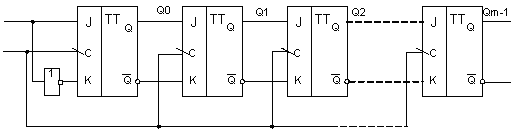 Q0 Q1 Q2 Qm-1
J TT Q J TT Q J TT Q J TT Q
C C C C
1 K Q K Q K Q K Q